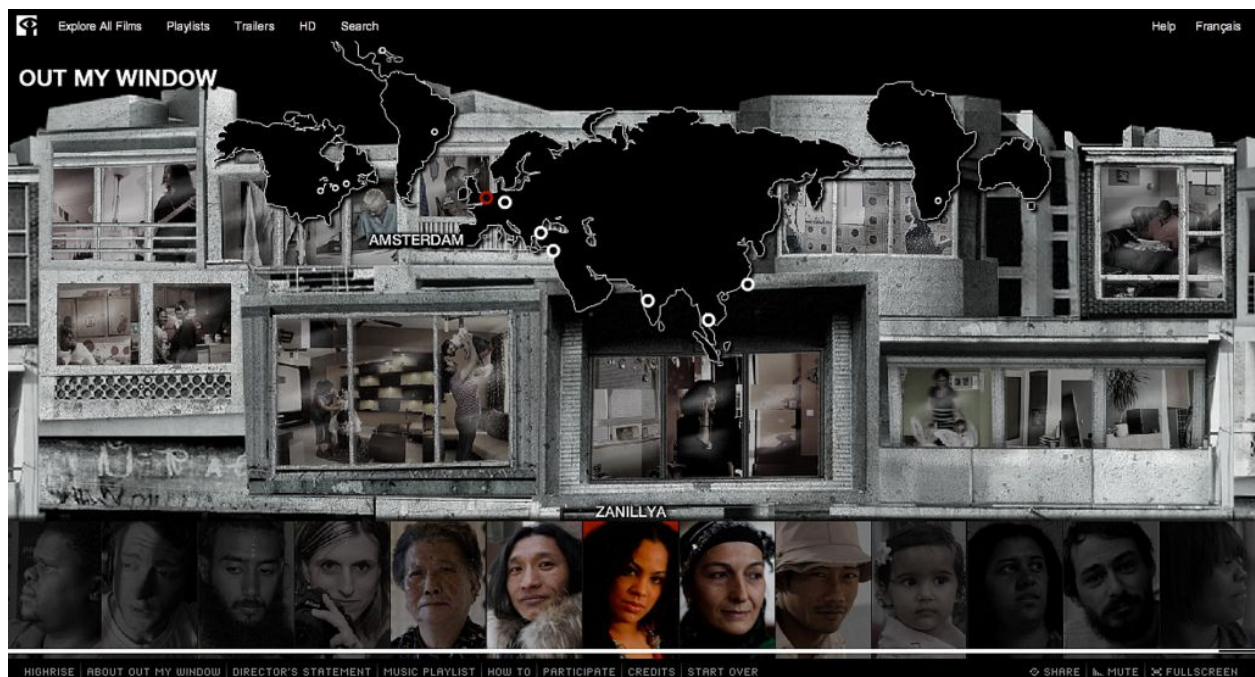 Explore All Films Playlists Trailers HD Search Help Français
OUT MY WINDOW
AMSTERDAM
ZANILLYA
HIGHRISE | ABOUT OUT MY WINDOW | DIRECTOR'S STATEMENT | MUSIC PLAYLIST | HOW TO | PARTICIPATE | CREDITS | START OVER SHARE | MUTE | FULLSCREEN